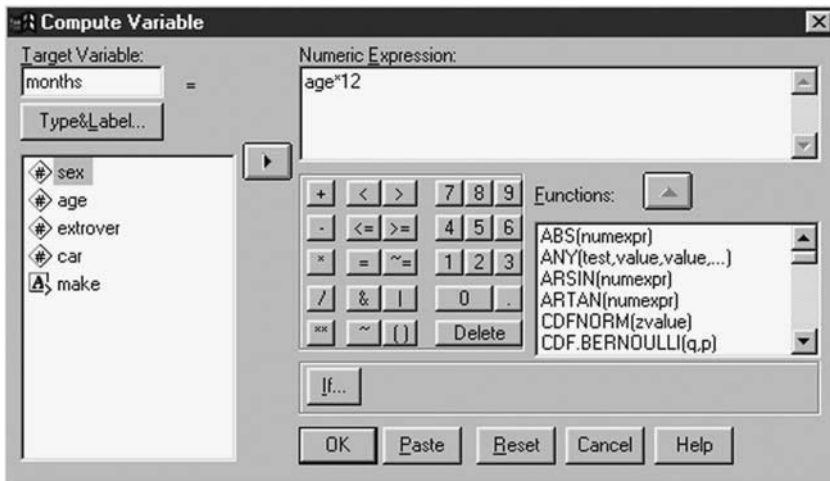 Compute Variable
Target Variable:
months
=
Numeric Expression:
age*12
Type&Label...
sex
age
extrover
car
make
+ < > 7 8 9
- <= >= 4 5 6
* = ~= 1 2 3
/ & | 0 .
** ~ () Delete
Functions:
ABS(numexpr)
ANY(test,value,value,...)
ARSIN(numexpr)
ARTAN(numexpr)
CDFNORM(zvalue)
CDF.BERNOULLI(q,p)
If...
OK Paste Reset Cancel Help